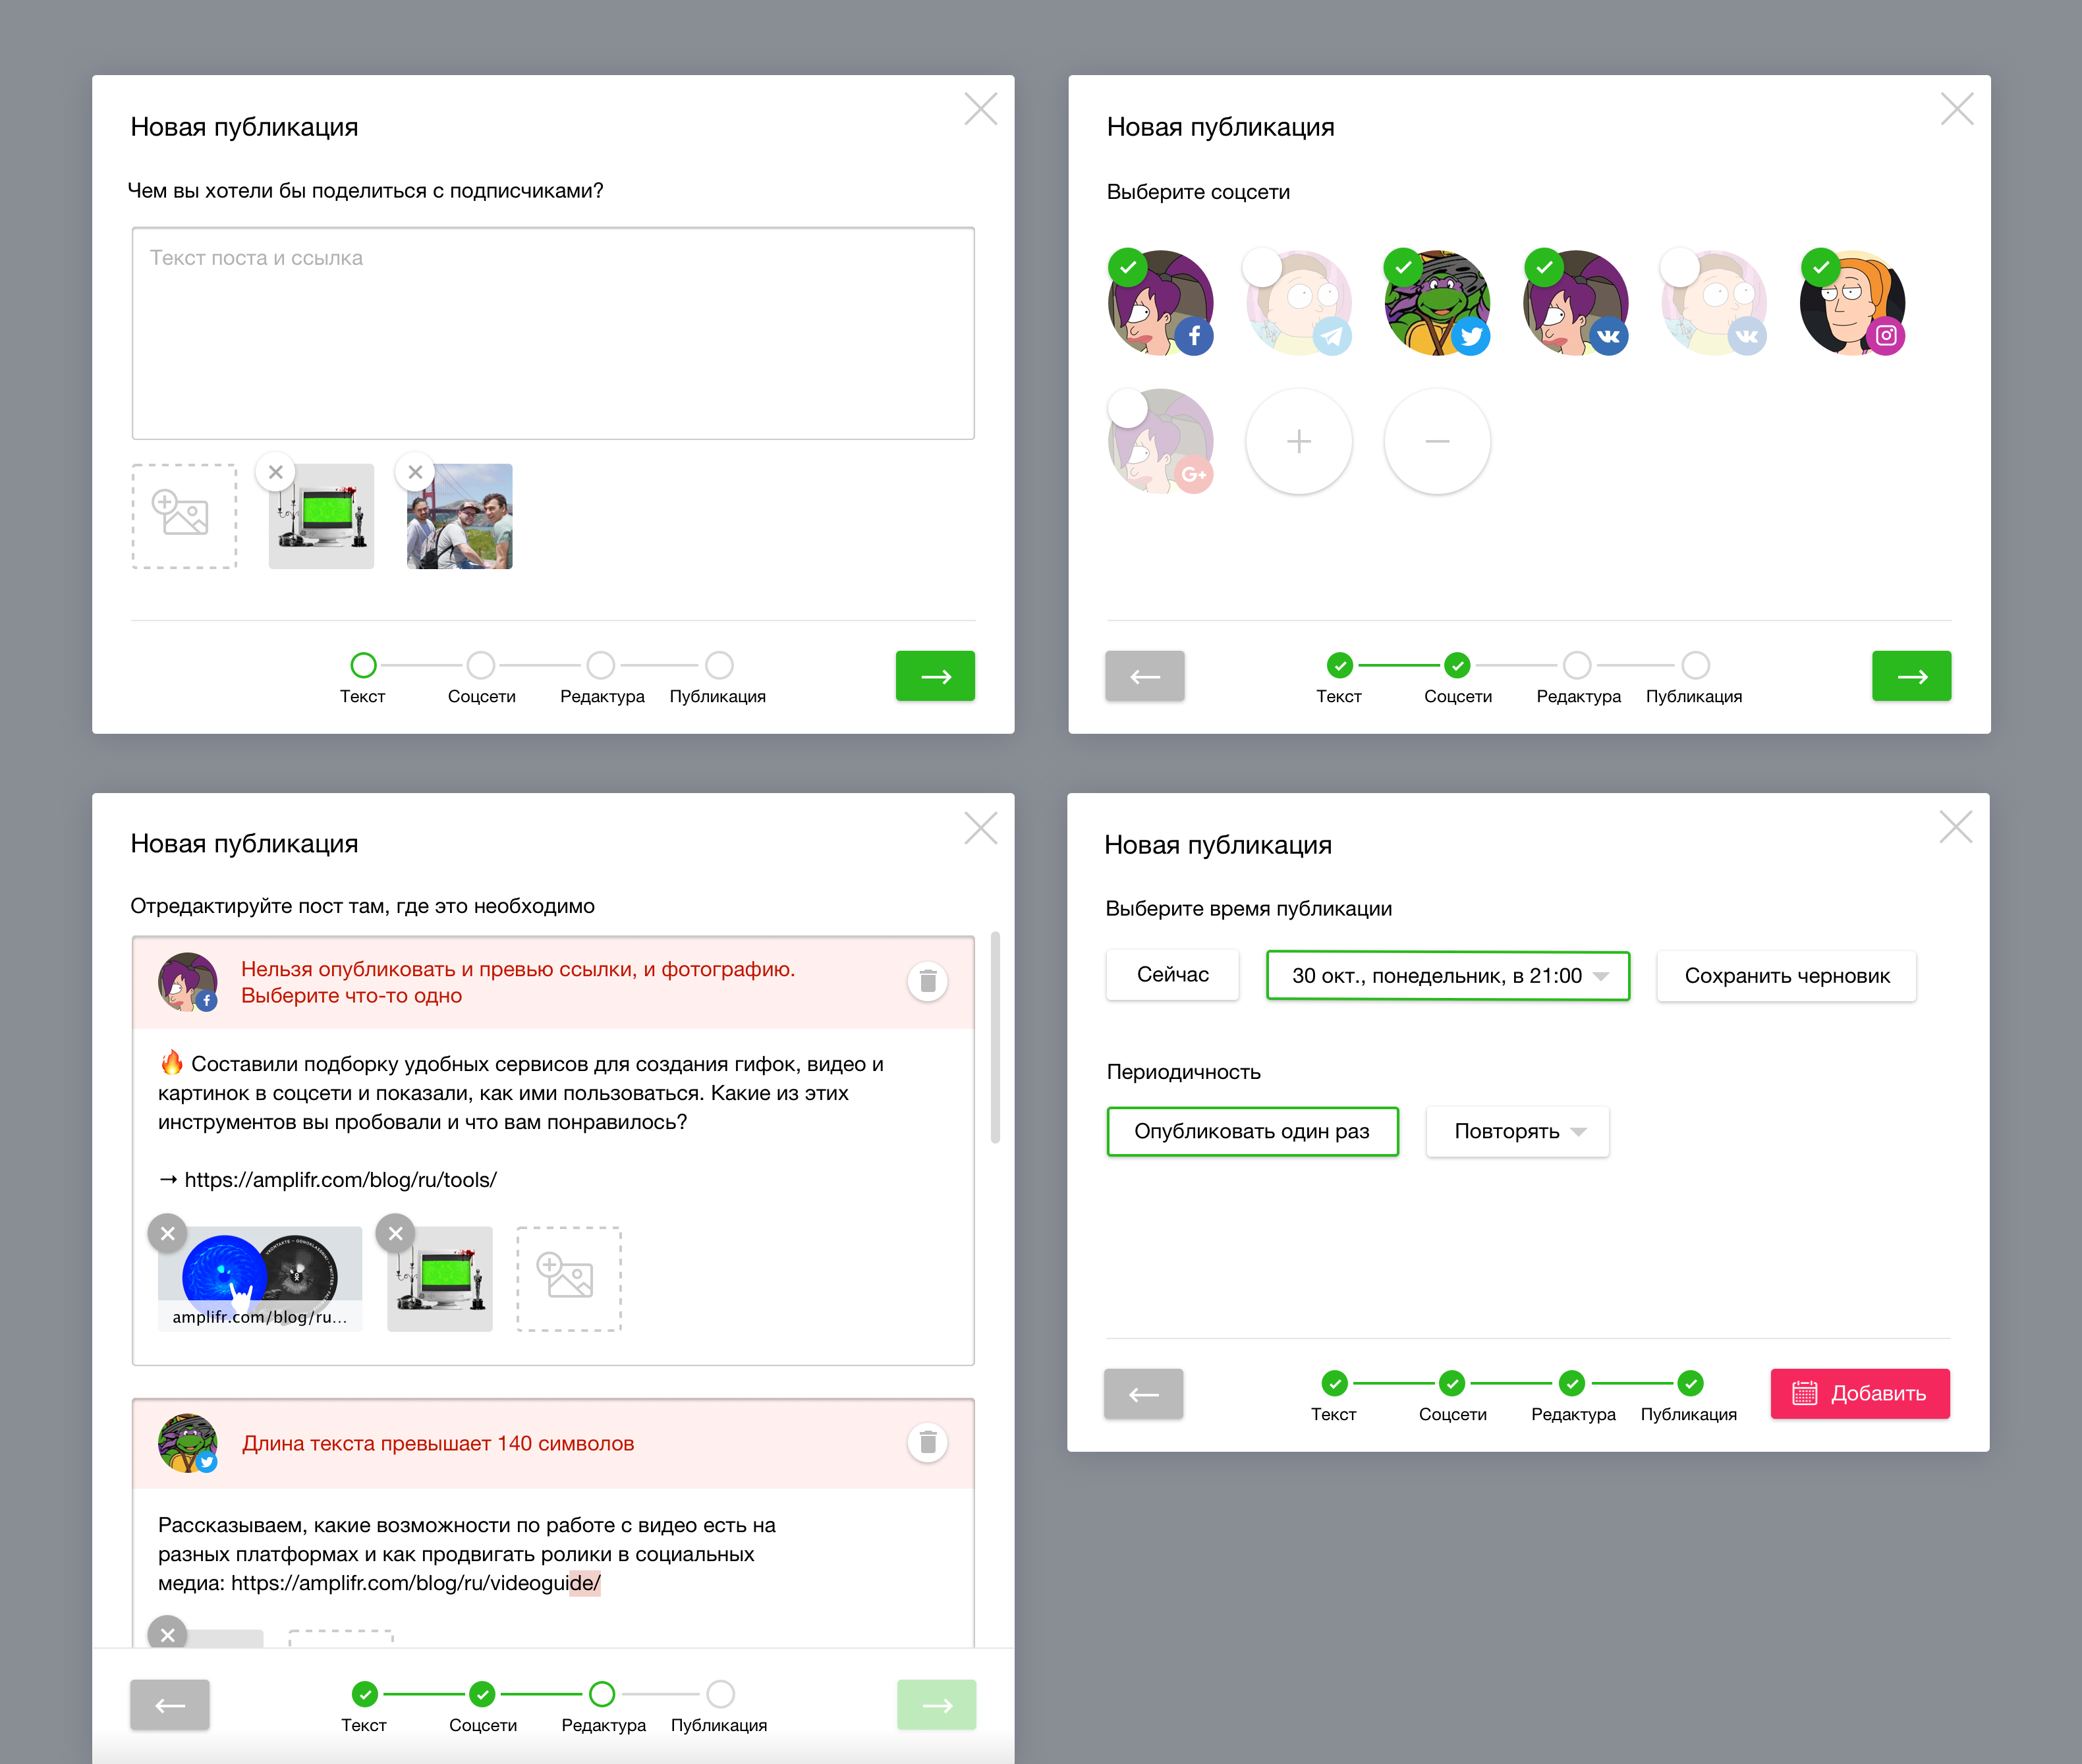 Новая публикация
Чем вы хотели бы поделиться с подписчиками?
Текст поста и ссылка
Текст
Соцсети
Редактура
Публикация
Новая публикация
Выберите соцсети
G+
Текст
Соцсети
Редактура
Публикация
Новая публикация
Отредактируйте пост там, где это необходимо
Нельзя опубликовать и превью ссылки, и фотографию.
Выберите что-то одно
🔥 Составили подборку удобных сервисов для создания гифок, видео и
картинок в соцсети и показали, как ими пользоваться. Какие из этих
инструментов вы пробовали и что вам понравилось?
→ https://amplifr.com/blog/ru/tools/
amplifr.com/blog/ru...
Длина текста превышает 140 символов
Рассказываем, какие возможности по работе с видео есть на
разных платформах и как продвигать ролики в социальных
медиа: https://amplifr.com/blog/ru/videoguide/
Текст
Соцсети
Редактура
Публикация
Новая публикация
Выберите время публикации
Сейчас
30 окт., понедельник, в 21:00
Сохранить черновик
Периодичность
Опубликовать один раз
Повторять
Текст
Соцсети
Редактура
Публикация
Добавить